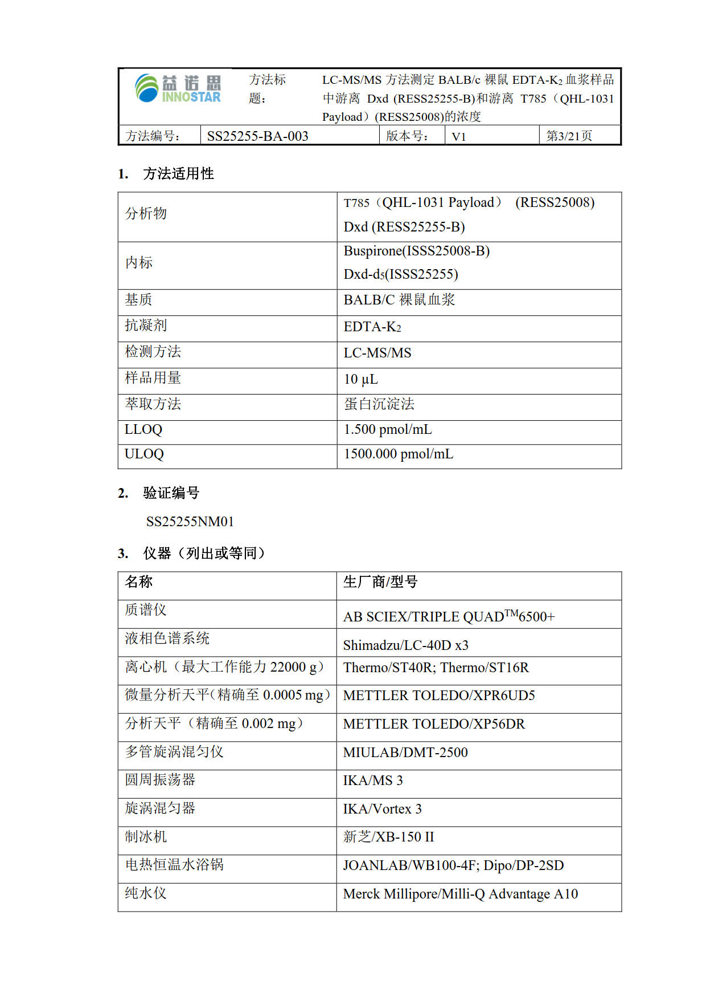 益诺思
INNOSTAR
方法标
题：
LC-MS/MS 方法测定 BALB/c 裸鼠 EDTA-K2 血浆样品
中游离 Dxd (RESS25255-B)和游离 T785（QHL-1031
Payload）(RESS25008)的浓度
方法编号： SS25255-BA-003 版本号： V1 第3/21页
1. 方法适用性
分析物
T785（QHL-1031 Payload） (RESS25008)
Dxd (RESS25255-B)
内标
Buspirone(ISSS25008-B)
Dxd-d5(ISSS25255)
基质 BALB/C 裸鼠血浆
抗凝剂 EDTA-K2
检测方法 LC-MS/MS
样品用量 10 µL
萃取方法 蛋白沉淀法
LLOQ 1.500 pmol/mL
ULOQ 1500.000 pmol/mL
2. 验证编号
SS25255NM01
3. 仪器（列出或等同）
名称 生厂商/型号
质谱仪 AB SCIEX/TRIPLE QUADTM6500+
液相色谱系统 Shimadzu/LC-40D x3
离心机（最大工作能力 22000 g） Thermo/ST40R; Thermo/ST16R
微量分析天平（精确至 0.0005 mg） METTLER TOLEDO/XPR6UD5
分析天平（精确至 0.002 mg） METTLER TOLEDO/XP56DR
多管旋涡混匀仪 MIULAB/DMT-2500
圆周振荡器 IKA/MS 3
旋涡混匀器 IKA/Vortex 3
制冰机 新芝/XB-150 II
电热恒温水浴锅 JOANLAB/WB100-4F; Dipo/DP-2SD
纯水仪 Merck Millipore/Milli-Q Advantage A10